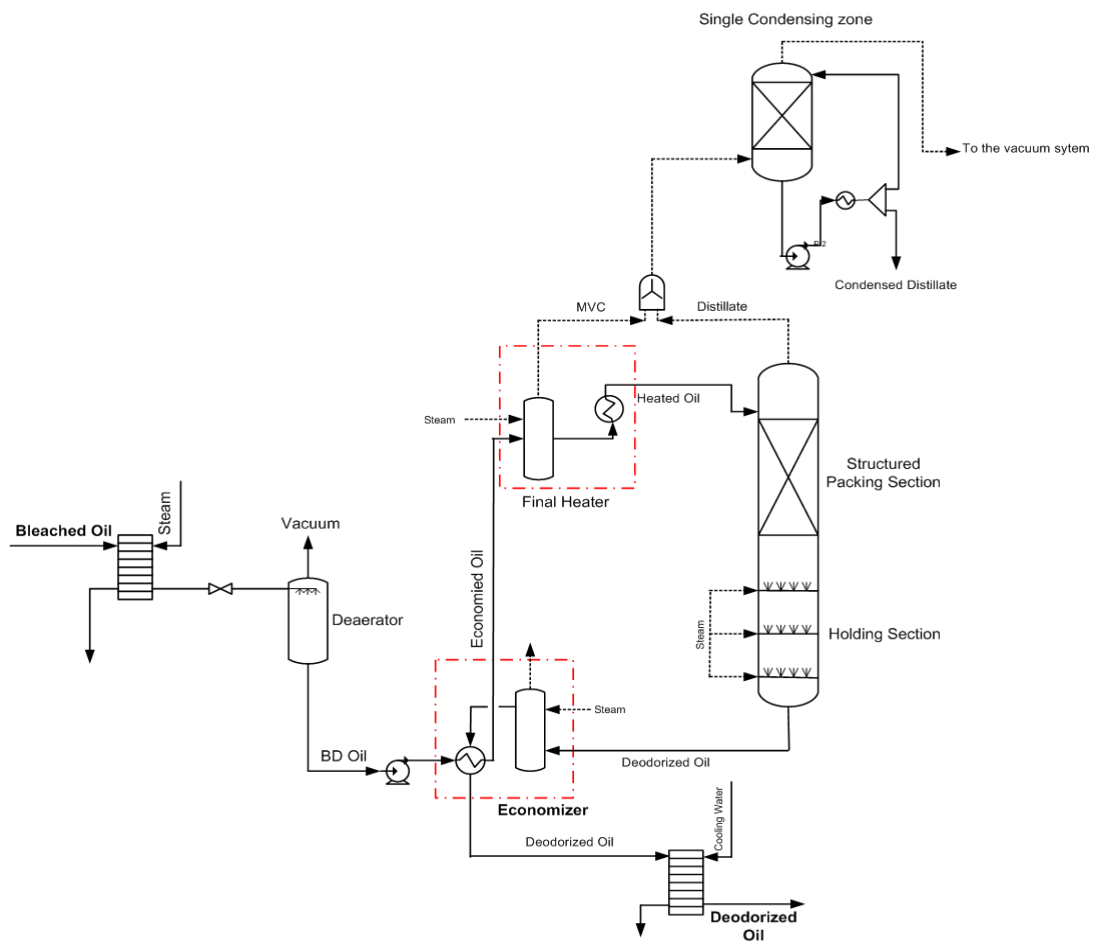 Single Condensing zone
To the vacuum sytem
Condensed Distillate
MVC
Distillate
Heated Oil
Steam
Final Heater
Structured
Packing Section
Bleached Oil
Steam
Vacuum
Economied Oil
Deaerator
Steam
Holding Section
Steam
BD Oil
Deodorized Oil
Economizer
Cooling Water
Deodorized Oil
Deodorized
Oil